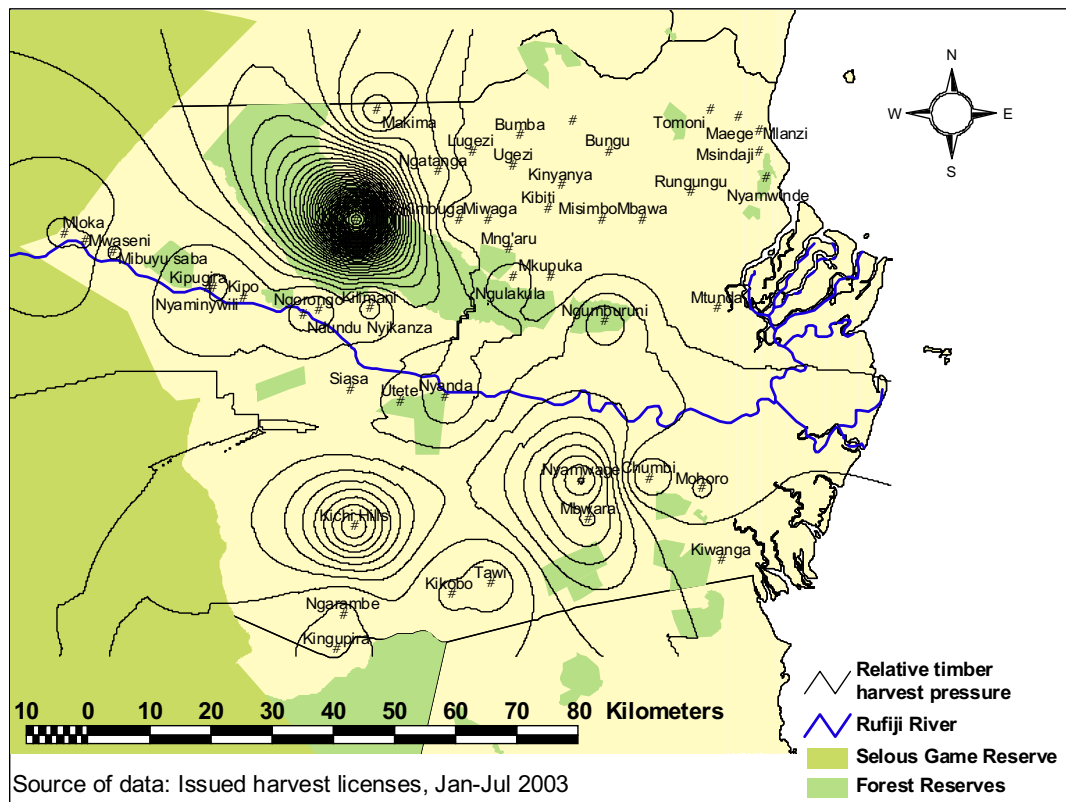 N
W E
S
Makima
Bumba
Tomoni
Maege Mlanzi
Lugezi
Bungu
Msindaji
Ngatanga
Ugezi
Kinyanya
Rungungu
Nyamwinde
Kibiti
Kimbuga Miwaga
Misimbo Mbawa
Mloka
Mwaseni
Mng'aru
Mibuyu saba
Kipugira
Mkupuka
Kipo
Ngulakula
Nyaminywili
Ngorongo Kilimani
Mtunda
Ngumburuni
Ndundu Nyikanza
Siasa
Utete
Nyanda
Nyamwage
Chumbi
Mohoro
Kichi Hills
Mbwara
Kiwanga
Tawi
Kikobo
Ngarambe
Kingupira
Relative timber
harvest pressure
10 0 10 20 30 40 50 60 70 80 Kilometers
Rufiji River
Selous Game Reserve
Source of data: Issued harvest licenses, Jan-Jul 2003
Forest Reserves